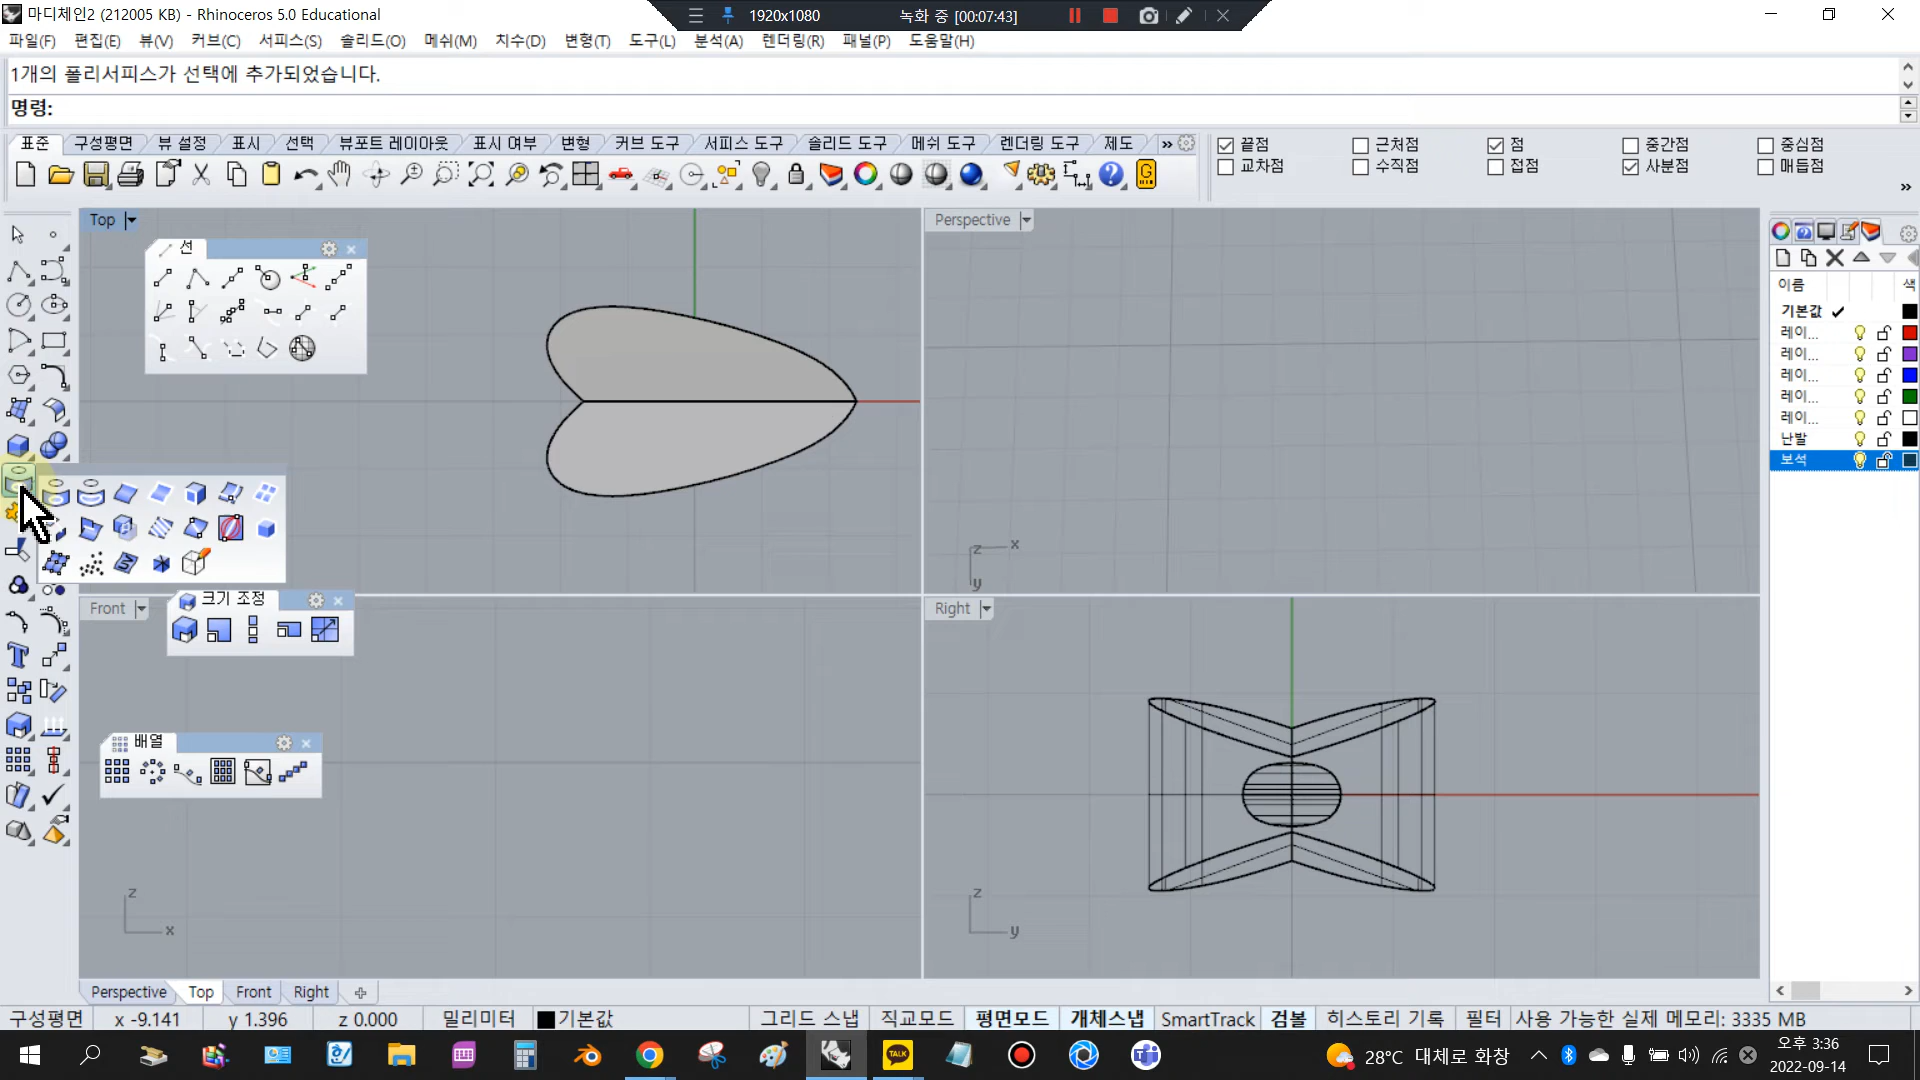 마디체인2 (212005 KB) - Rhinoceros 5.0 Educational
1920x1080
녹화 중 [00:07:43]
파일(F) 편집(E) 뷰(V) 커브(C) 서피스(S) 솔리드(O) 메쉬(M) 치수(D) 변형(T) 도구(L) 분석(A) 렌더링(R) 패널(P) 도움말(H)
1개의 폴리서피스가 선택에 추가되었습니다.
명령:
표준 구성평면 뷰 설정 표시 선택 뷰포트 레이아웃 표시 여부 변형 커브 도구 서피스 도구 솔리드 도구 메쉬 도구 렌더링 도구 제도 »
끝점 근처점 점 중간점 중심점
교차점 수직점 접점 사분점 매듭점
»
Top
선
Perspective
이름 색
기본값
레이...
레이...
레이...
레이...
레이...
난발
보석
z x
y
Front
크기 조정
Right
배열
z
x
z
y
Perspective Top Front Right
구성평면 x -9.141 y 1.396 z 0.000 밀리미터 기본값 그리드 스냅 직교모드 평면모드 개체스냅 SmartTrack 검볼 히스토리 기록 필터 사용 가능한 실제 메모리: 3335 MB
TALK
28°C 대체로 화창
오후 3:36
2022-09-14